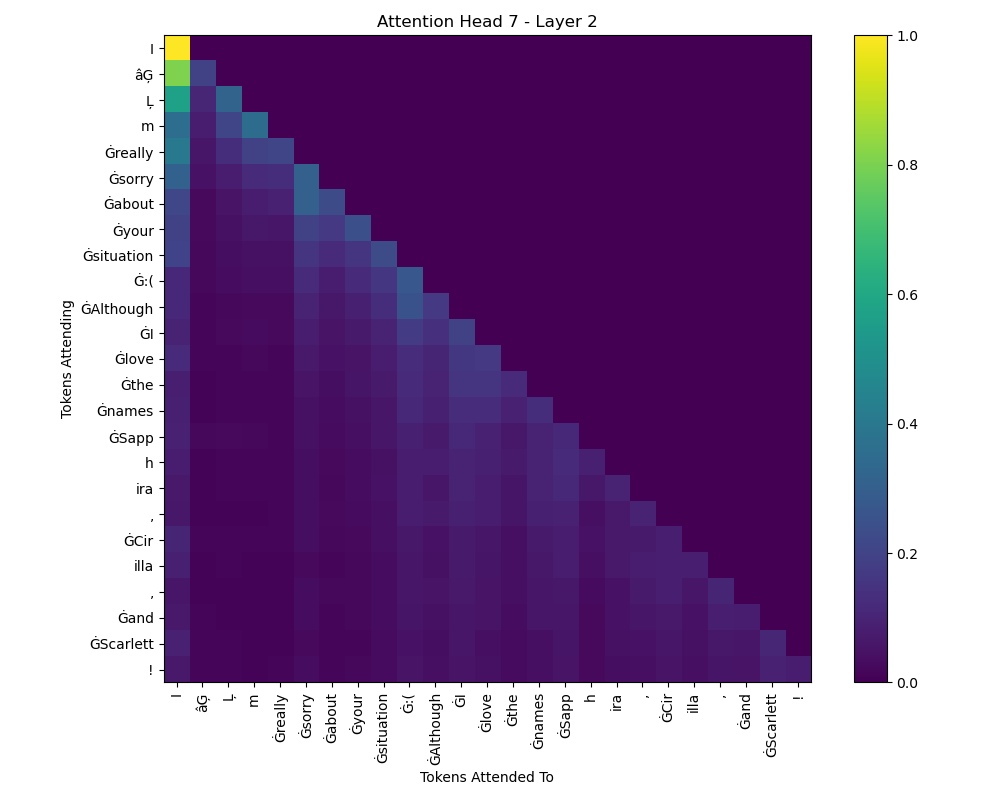 Attention Head 7 - Layer 2
Tokens Attending
I
âĢ
Ļ
m
Ġreally
Ġsorry
Ġabout
Ġyour
Ġsituation
Ġ:(
ĠAlthough
ĠI
Ġlove
Ġthe
Ġnames
ĠSapp
h
ira
,
ĠCir
illa
,
Ġand
ĠScarlett
!
I
âĢ
Ļ
m
Ġreally
Ġsorry
Ġabout
Ġyour
Ġsituation
Ġ:(
ĠAlthough
ĠI
Ġlove
Ġthe
Ġnames
ĠSapp
h
ira
,
ĠCir
illa
,
Ġand
ĠScarlett
!
Tokens Attended To
1.0
0.8
0.6
0.4
0.2
0.0